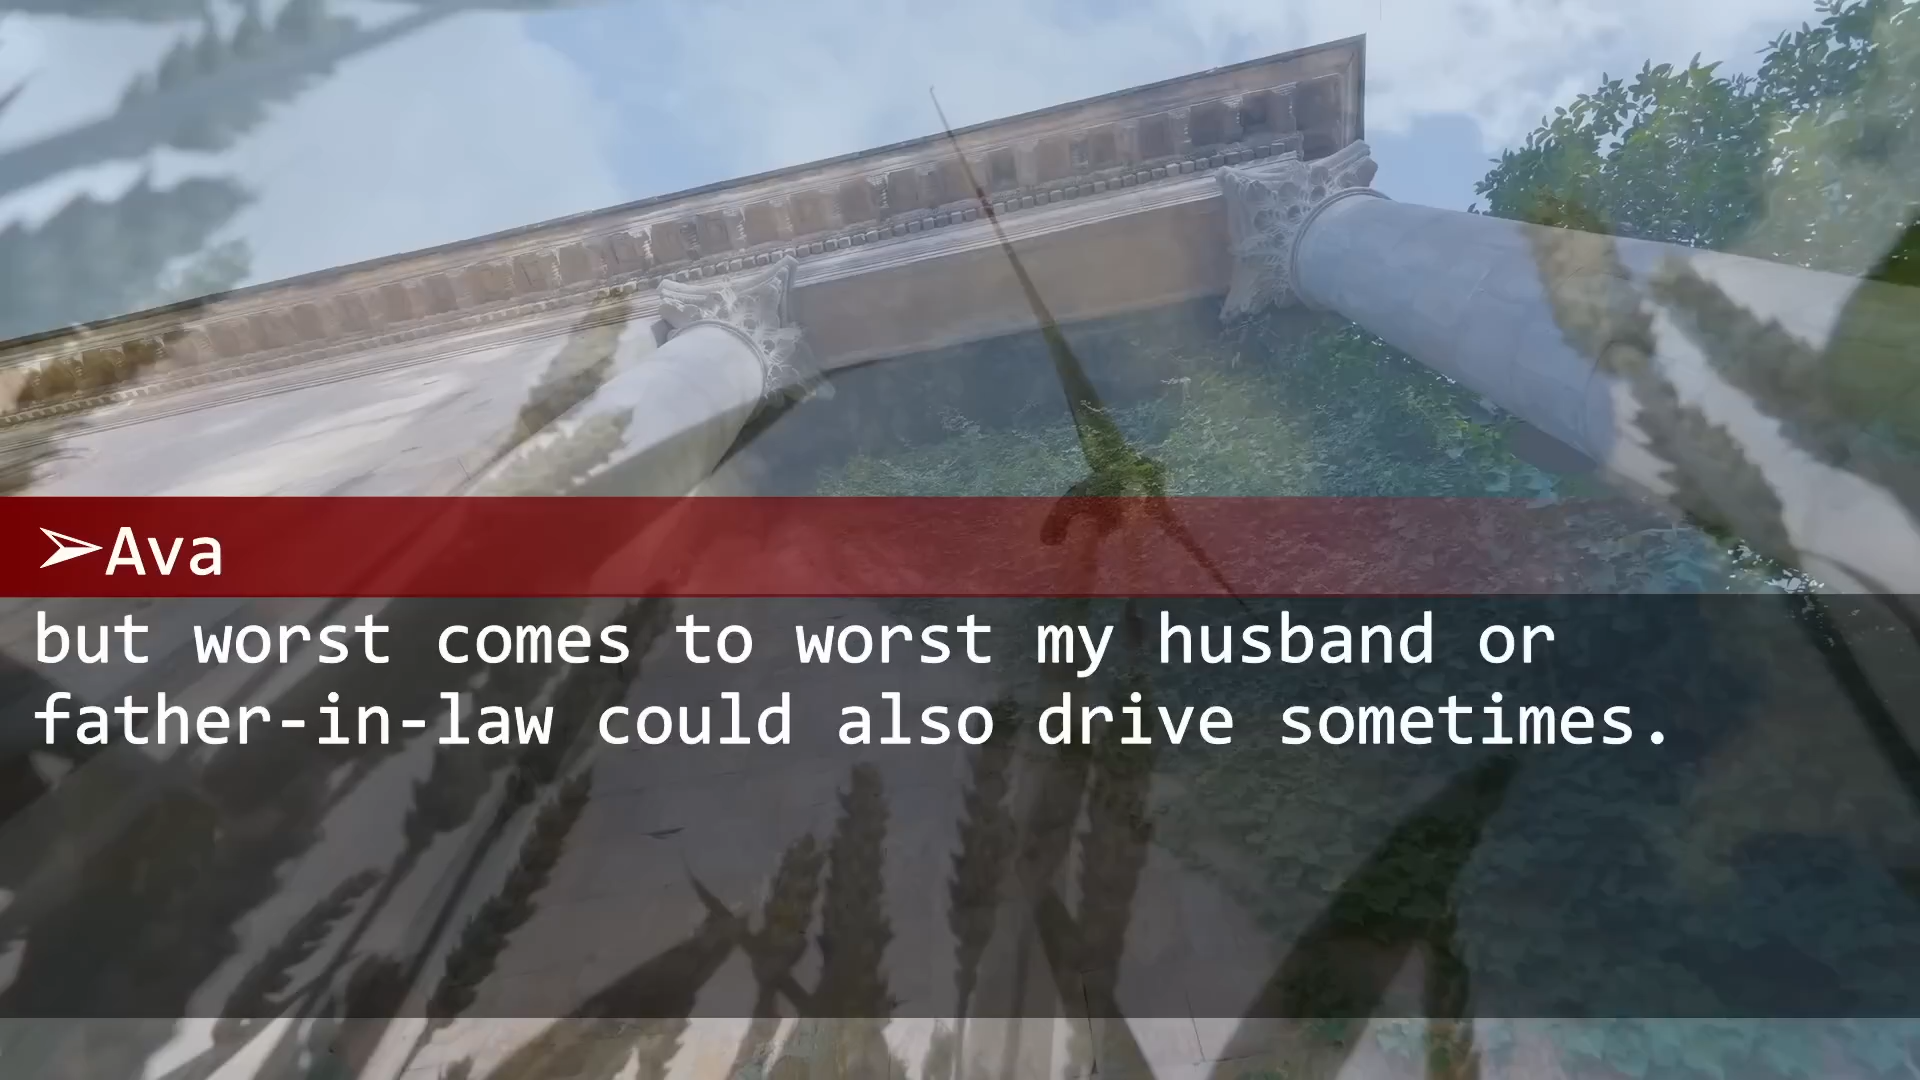 ➢Ava
but worst comes to worst my husband or
father-in-law could also drive sometimes.